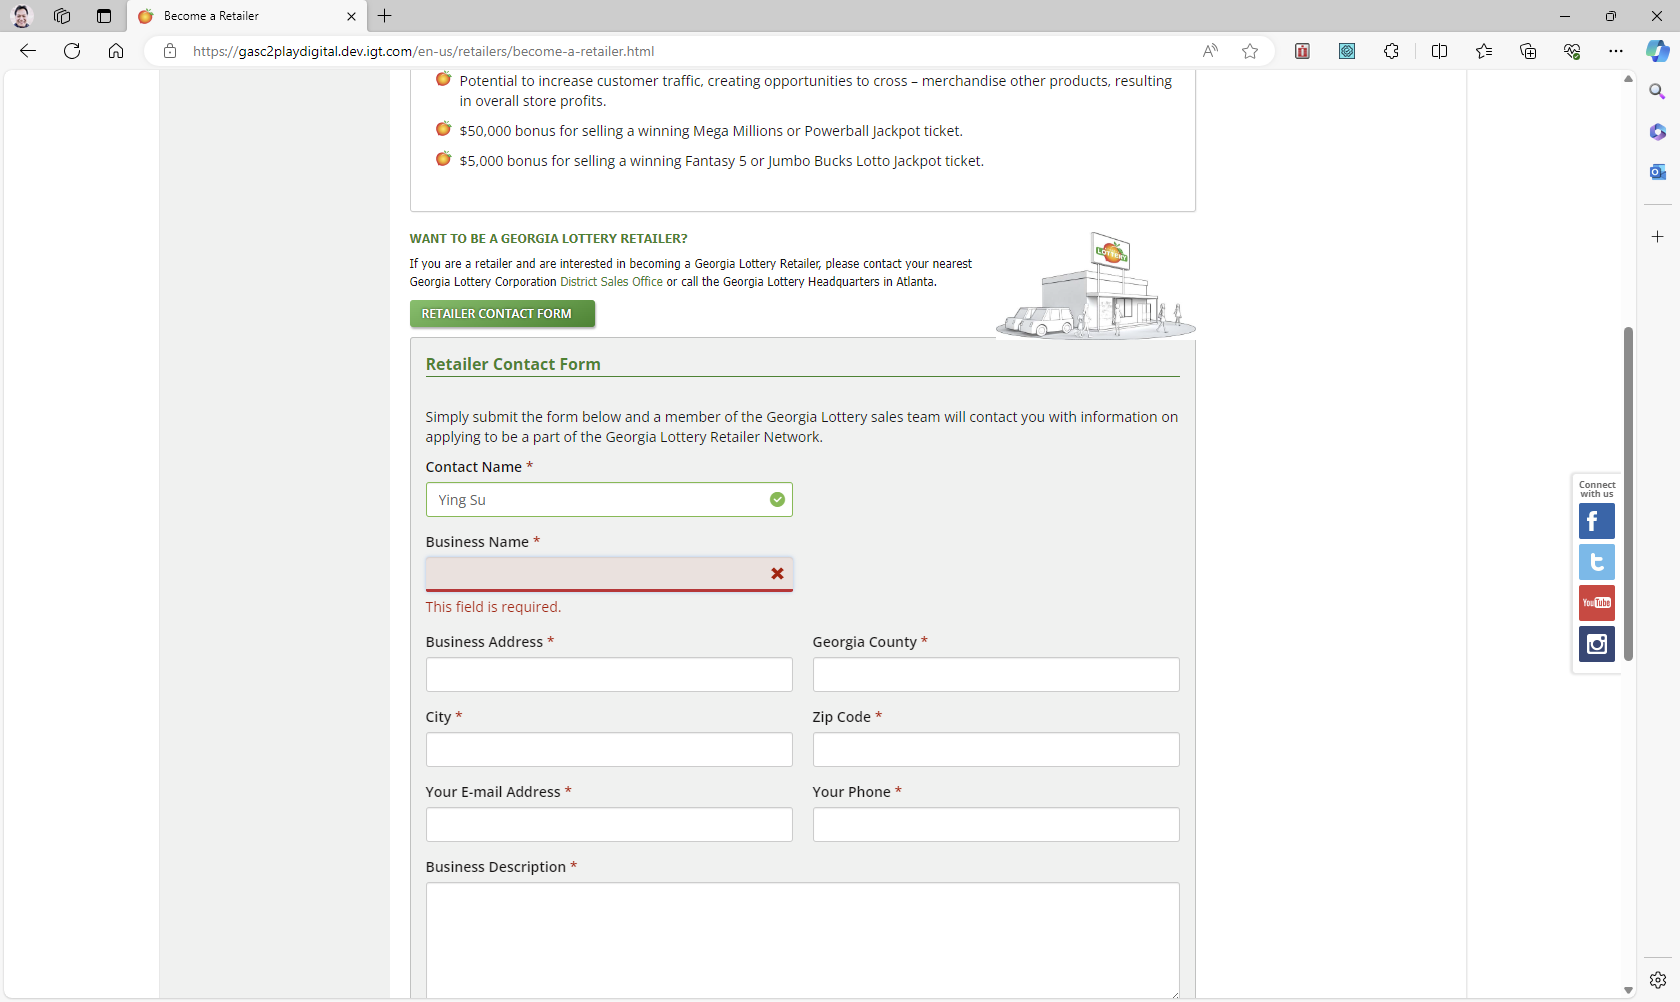 Become a Retailer
https://gasc2playdigital.dev.igt.com/en-us/retailers/become-a-retailer.html
Potential to increase customer traffic, creating opportunities to cross – merchandise other products, resulting
in overall store profits.
$50,000 bonus for selling a winning Mega Millions or Powerball Jackpot ticket.
$5,000 bonus for selling a winning Fantasy 5 or Jumbo Bucks Lotto Jackpot ticket.
WANT TO BE A GEORGIA LOTTERY RETAILER?
If you are a retailer and are interested in becoming a Georgia Lottery Retailer, please contact your nearest
Georgia Lottery Corporation District Sales Office or call the Georgia Lottery Headquarters in Atlanta.
LOTTERY
RETAILER CONTACT FORM
Retailer Contact Form
Simply submit the form below and a member of the Georgia Lottery sales team will contact you with information on
applying to be a part of the Georgia Lottery Retailer Network.
Contact Name *
Ying Su
Business Name *
This field is required.
Business Address *
Georgia County *
City *
Zip Code *
Your E-mail Address *
Your Phone *
Business Description *
Connect
with us
YouTube